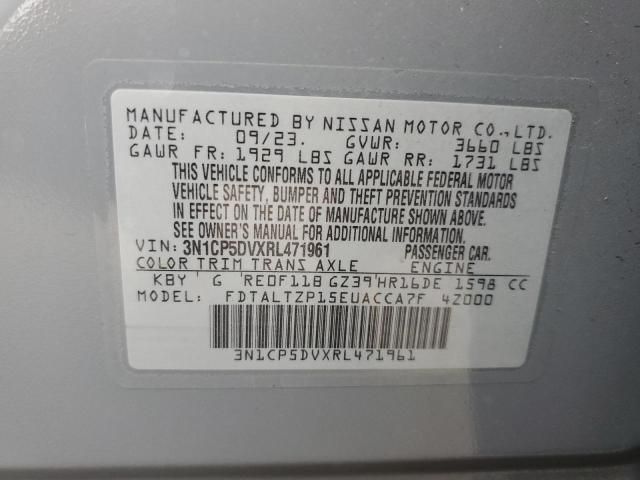 MANUFACTURED BY NISSAN MOTOR CO.,LTD.
DATE: 09/23. GVWR: 3660 LBS
GAWR FR: 1929 LBS GAWR RR: 1731 LBS
THIS VEHICLE CONFORMS TO ALL APPLICABLE FEDERAL MOTOR
VEHICLE SAFETY, BUMPER AND THEFT PREVENTION STANDARDS
IN EFFECT ON THE DATE OF MANUFACTURE SHOWN ABOVE.
SEE OWNER'S MANUAL FOR ADDITIONAL INFORMATION.
VIN: 3N1CP5DVXRL471961 PASSENGER CAR.
COLOR TRIM TRANS AXLE ENGINE
KBY G RE0F11B GZ39 HR16DE 1598 CC
FDTALTZP15EUACCA7F 4Z000
3N1CP5DVXRL471961